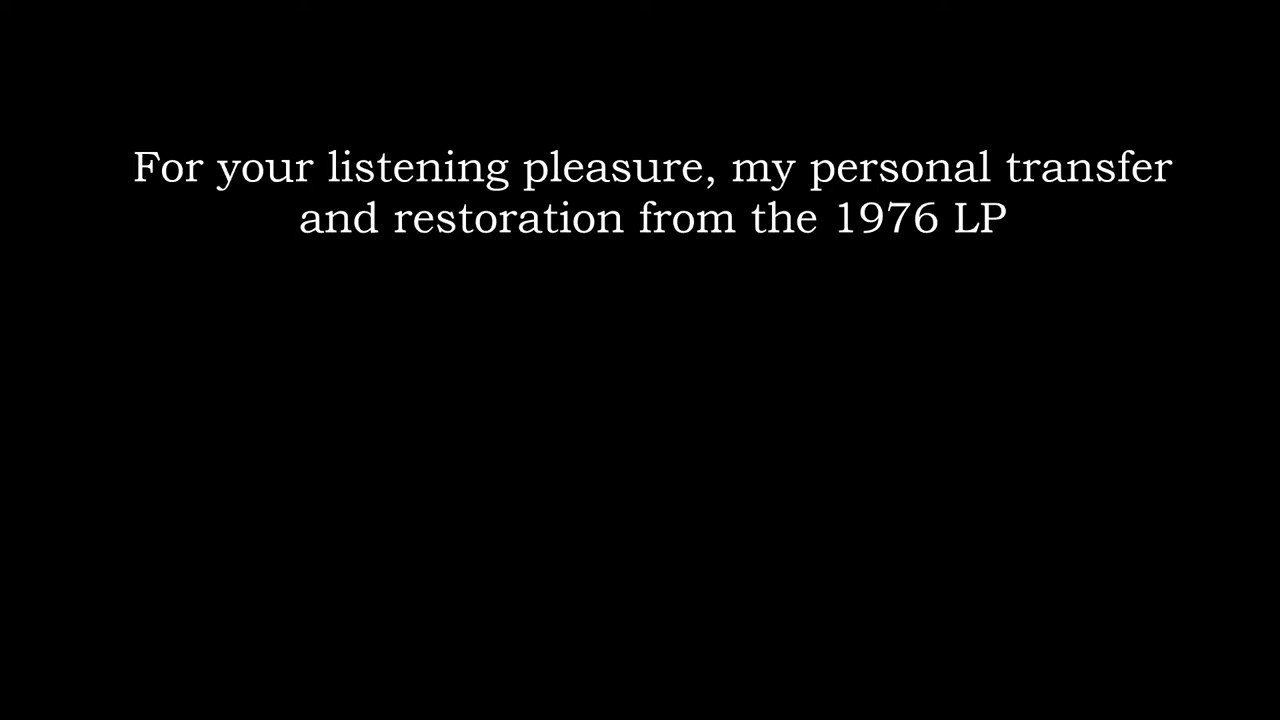 For your listening pleasure, my personal transfer
and restoration from the 1976 LP